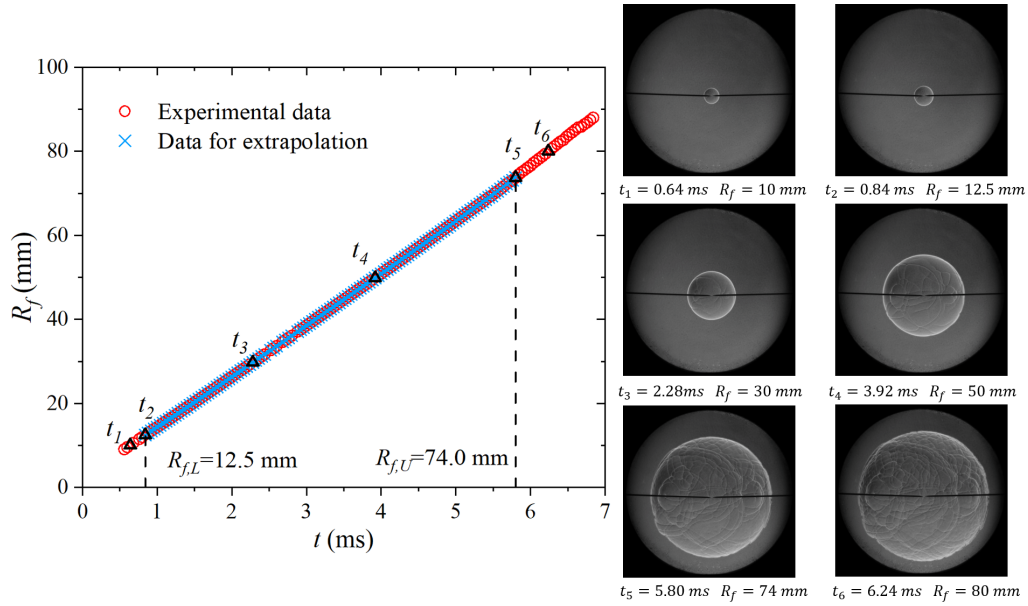 100
80
60
40
20
0
R_f (mm)
Experimental data
Data for extrapolation
t_1
t_2
t_3
t_4
t_5
t_6
R_{f,L}=12.5 mm
R_{f,U}=74.0 mm
0 1 2 3 4 5 6 7
t (ms)
t_1 = 0.64 ms R_f = 10 mm
t_2 = 0.84 ms R_f = 12.5 mm
t_3 = 2.28ms R_f = 30 mm
t_4 = 3.92 ms R_f = 50 mm
t_5 = 5.80 ms R_f = 74 mm
t_6 = 6.24 ms R_f = 80 mm